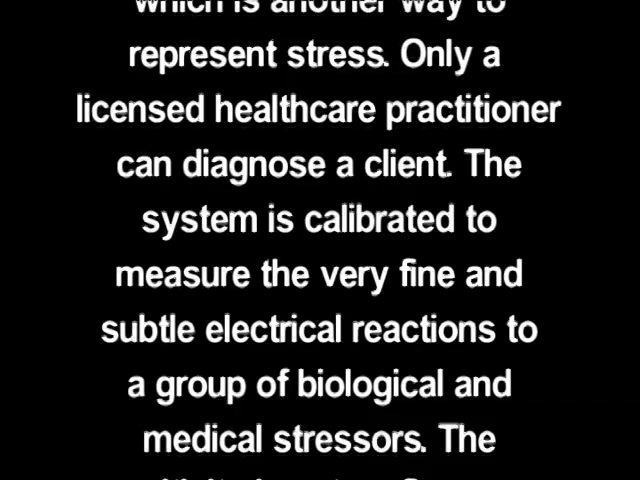 which is another way to
represent stress. Only a
licensed healthcare practitioner
can diagnose a client. The
system is calibrated to
measure the very fine and
subtle electrical reactions to
a group of biological and
medical stressors. The